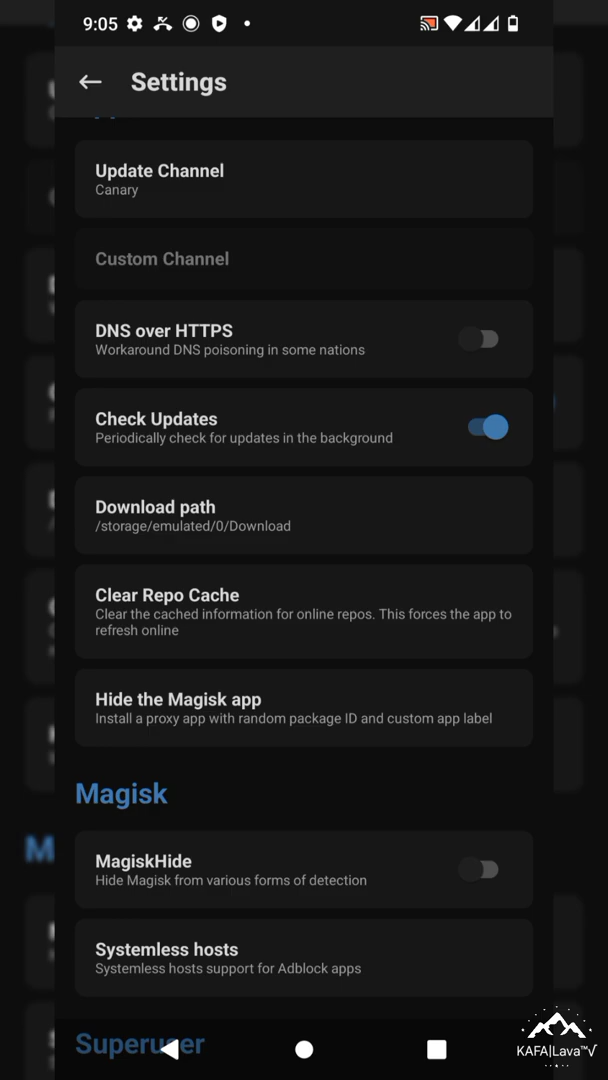 9:05
Settings
Update Channel
Canary
Custom Channel
DNS over HTTPS
Workaround DNS poisoning in some nations
Check Updates
Periodically check for updates in the background
Download path
/storage/emulated/0/Download
Clear Repo Cache
Clear the cached information for online repos. This forces the app to
refresh online
Hide the Magisk app
Install a proxy app with random package ID and custom app label
Magisk
MagiskHide
Hide Magisk from various forms of detection
Systemless hosts
Systemless hosts support for Adblock apps
Superuser
KAFA|Lava™√